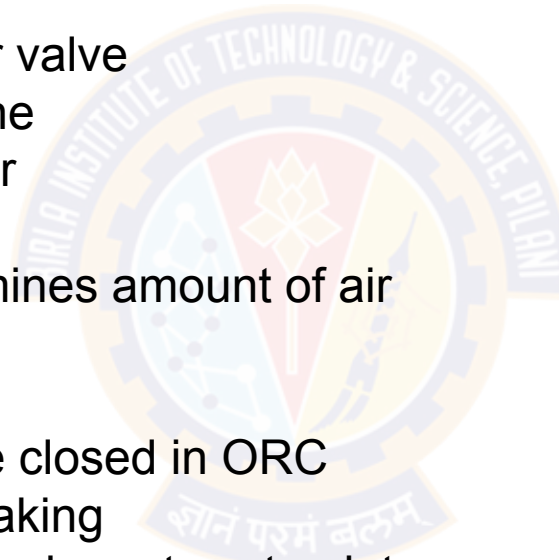 r valve
ne
r
BIRLA INSTITUTE OF TECHNOLOGY & SCIENCE, PILANI
nines amount of air
e closed in ORC
aking
ज्ञानं परमं बलम्